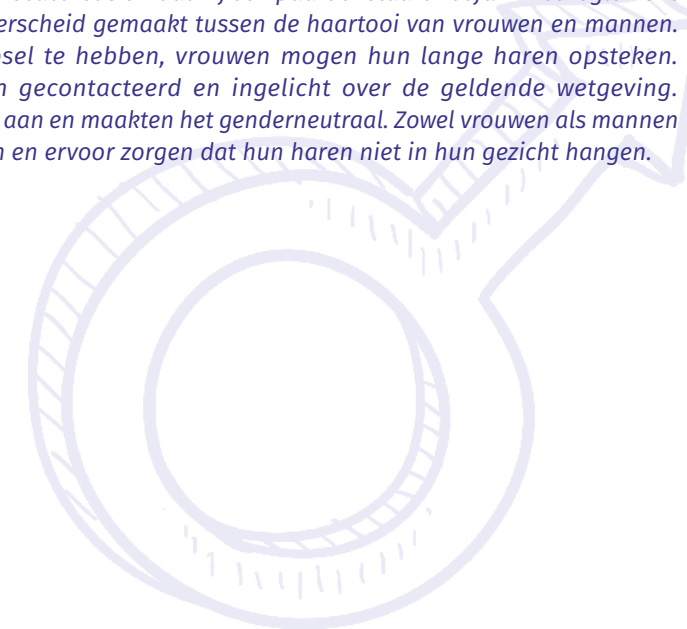 erscheid gemaakt tussen de haartooi van vrouwen en mannen.
sel te hebben, vrouwen mogen hun lange haren opsteken.
n gecontacteerd en ingelicht over de geldende wetgeving.
aan en maakten het genderneutraal. Zowel vrouwen als mannen
n en ervoor zorgen dat hun haren niet in hun gezicht hangen.